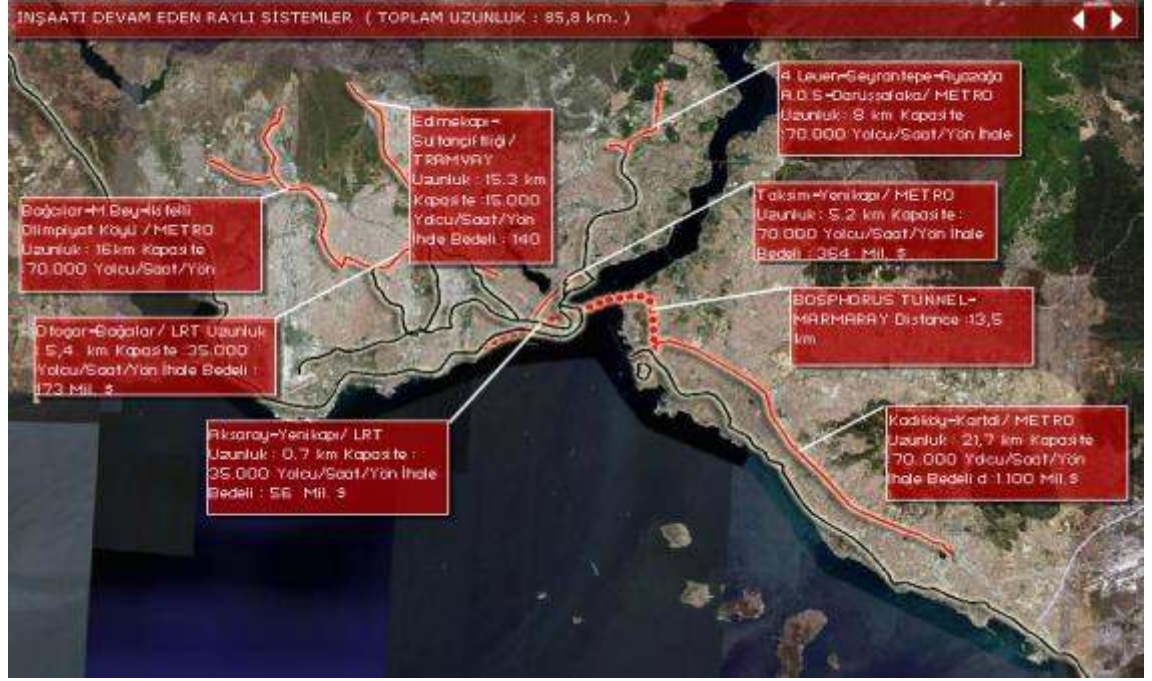 İNŞAATI DEVAM EDEN RAYLI SİSTEMLER ( TOPLAM UZUNLUK : 85,8 km. )
4.Leven-Seyrantepe-Ayazağa
A.O.S-Darüssafaka/ METRO
Uzunluk : 8 km Kapasite
:70.000 Yolcu/Saat/Yön İhale
Edirnekapı-
Sultançiftliği/
TRAMVAY
Uzunluk : 15.3 km
Kapasite :15.000
Yolcu/Saat/Yön
İhale Bedeli : 140
Taksim-Yenikapı/ METRO
Uzunluk : 5.2 km Kapasite :
70.000 Yolcu/Saat/Yön İhale
Bedeli : 364 Mil. $
Bağcılar-M.Bey-İkitelli
Olimpiyat Köyü /METRO
Uzunluk : 16km Kapasite
:70.000 Yolcu/Saat/Yön
BOSPHORUS TUNNEL-
MARMARAY Distance :13,5
km
Otogar-Bağcılar/ LRT Uzunluk
: 5,4 km Kapasite :35.000
Yolcu/Saat/Yön İhale Bedeli :
173 Mil. $
Aksaray-Yenikapı/ LRT
Uzunluk : 0.7 km Kapasite :
35.000 Yolcu/Saat/Yön İhale
Bedeli : 56 Mil. $
Kadıköy-Kartal/ METRO
Uzunluk : 21,7 km Kapasite
70.000 Yolcu/Saat/Yön
İhale Bedeli d :1.100 Mil.$